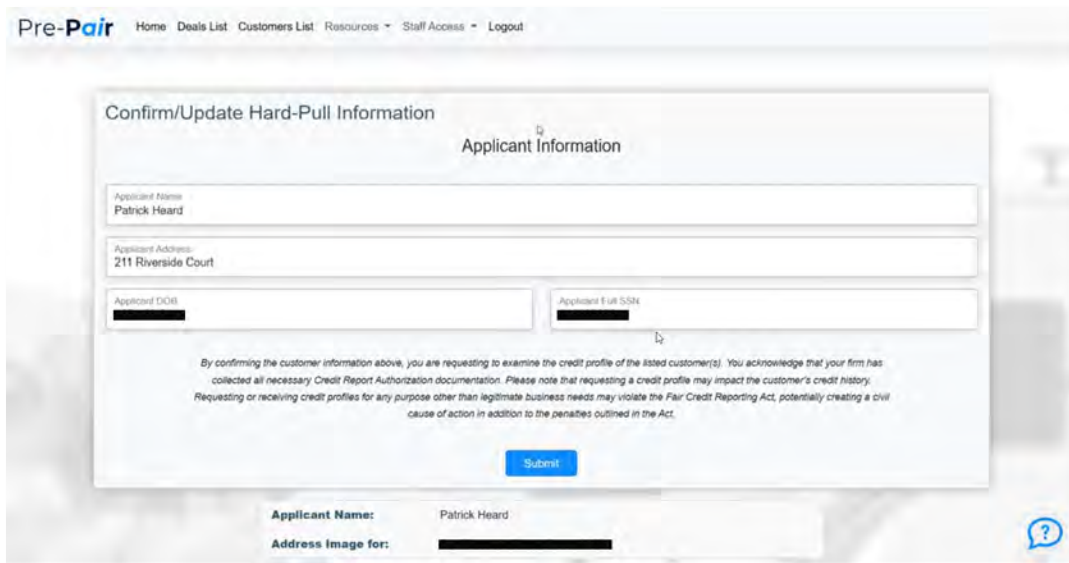 Pre-Pair Home Deals List Customers List Resources Staff Access Logout
Confirm/Update Hard-Pull Information
Applicant Information
Applicant Name
Patrick Heard
Applicant Address
211 Riverside Court
Applicant DOB Applicant Full SSN
By confirming the customer information above, you are requesting to examine the credit profile of the listed customer(s). You acknowledge that your firm has
collected all necessary Credit Report Authorization documentation. Please note that requesting a credit profile may impact the customer's credit history.
Requesting or receiving credit profiles for any purpose other than legitimate business needs may violate the Fair Credit Reporting Act, potentially creating a civil
cause of action in addition to the penalties outlined in the Act.
Submit
Applicant Name: Patrick Heard
Address Image for:
?